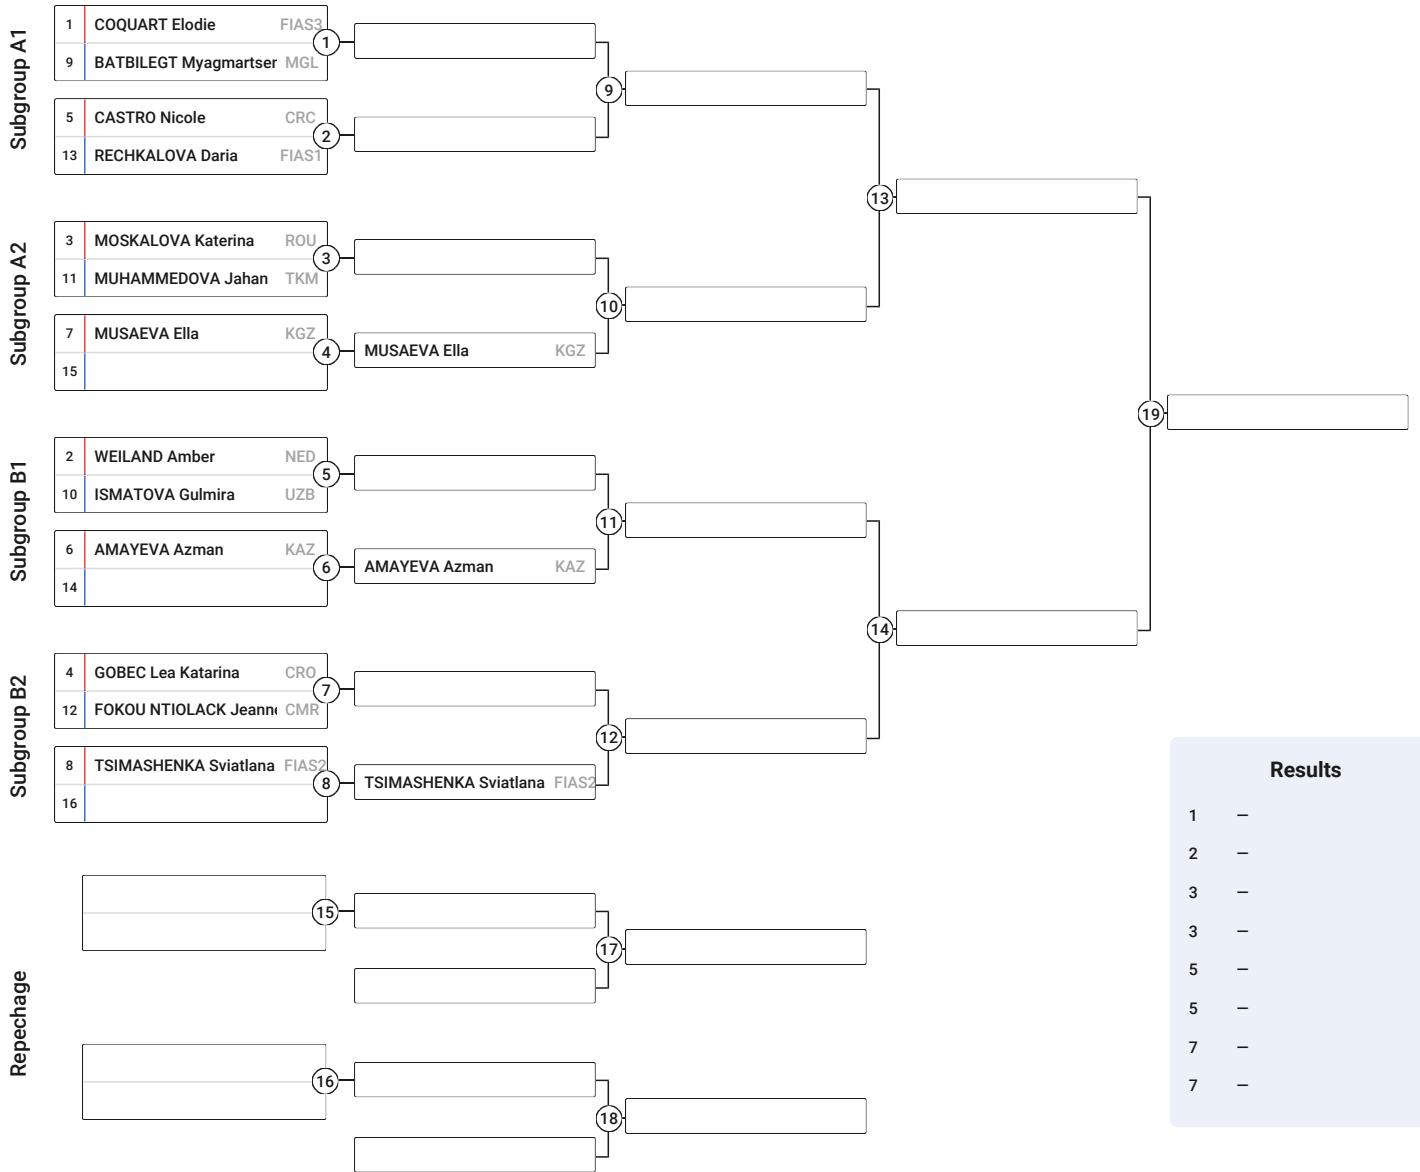 Subgroup A1
1 COQUART Elodie FIAS3
1
9 BATBILEGT Myagmartser MGL
9
5 CASTRO Nicole CRC
2
13 RECHKALOVA Daria FIAS1
13
Subgroup A2
3 MOSKALOVA Katerina ROU
3
11 MUHAMMEDOVA Jahan TKM
10
7 MUSAEVA Ella KGZ
4
MUSAEVA Ella KGZ
15
19
Subgroup B1
2 WEILAND Amber NED
5
10 ISMATOVA Gulmira UZB
11
6 AMAYEVA Azman KAZ
6
AMAYEVA Azman KAZ
14
14
Subgroup B2
4 GOBEC Lea Katarina CRO
7
12 FOKOU NTIOLACK Jeann CMR
12
8 TSIMASHENKA Sviatlana FIAS2
8
TSIMASHENKA Sviatlana FIAS2
16
Repechage
15
17
16
18
Results
1 –
2 –
3 –
3 –
5 –
5 –
7 –
7 –